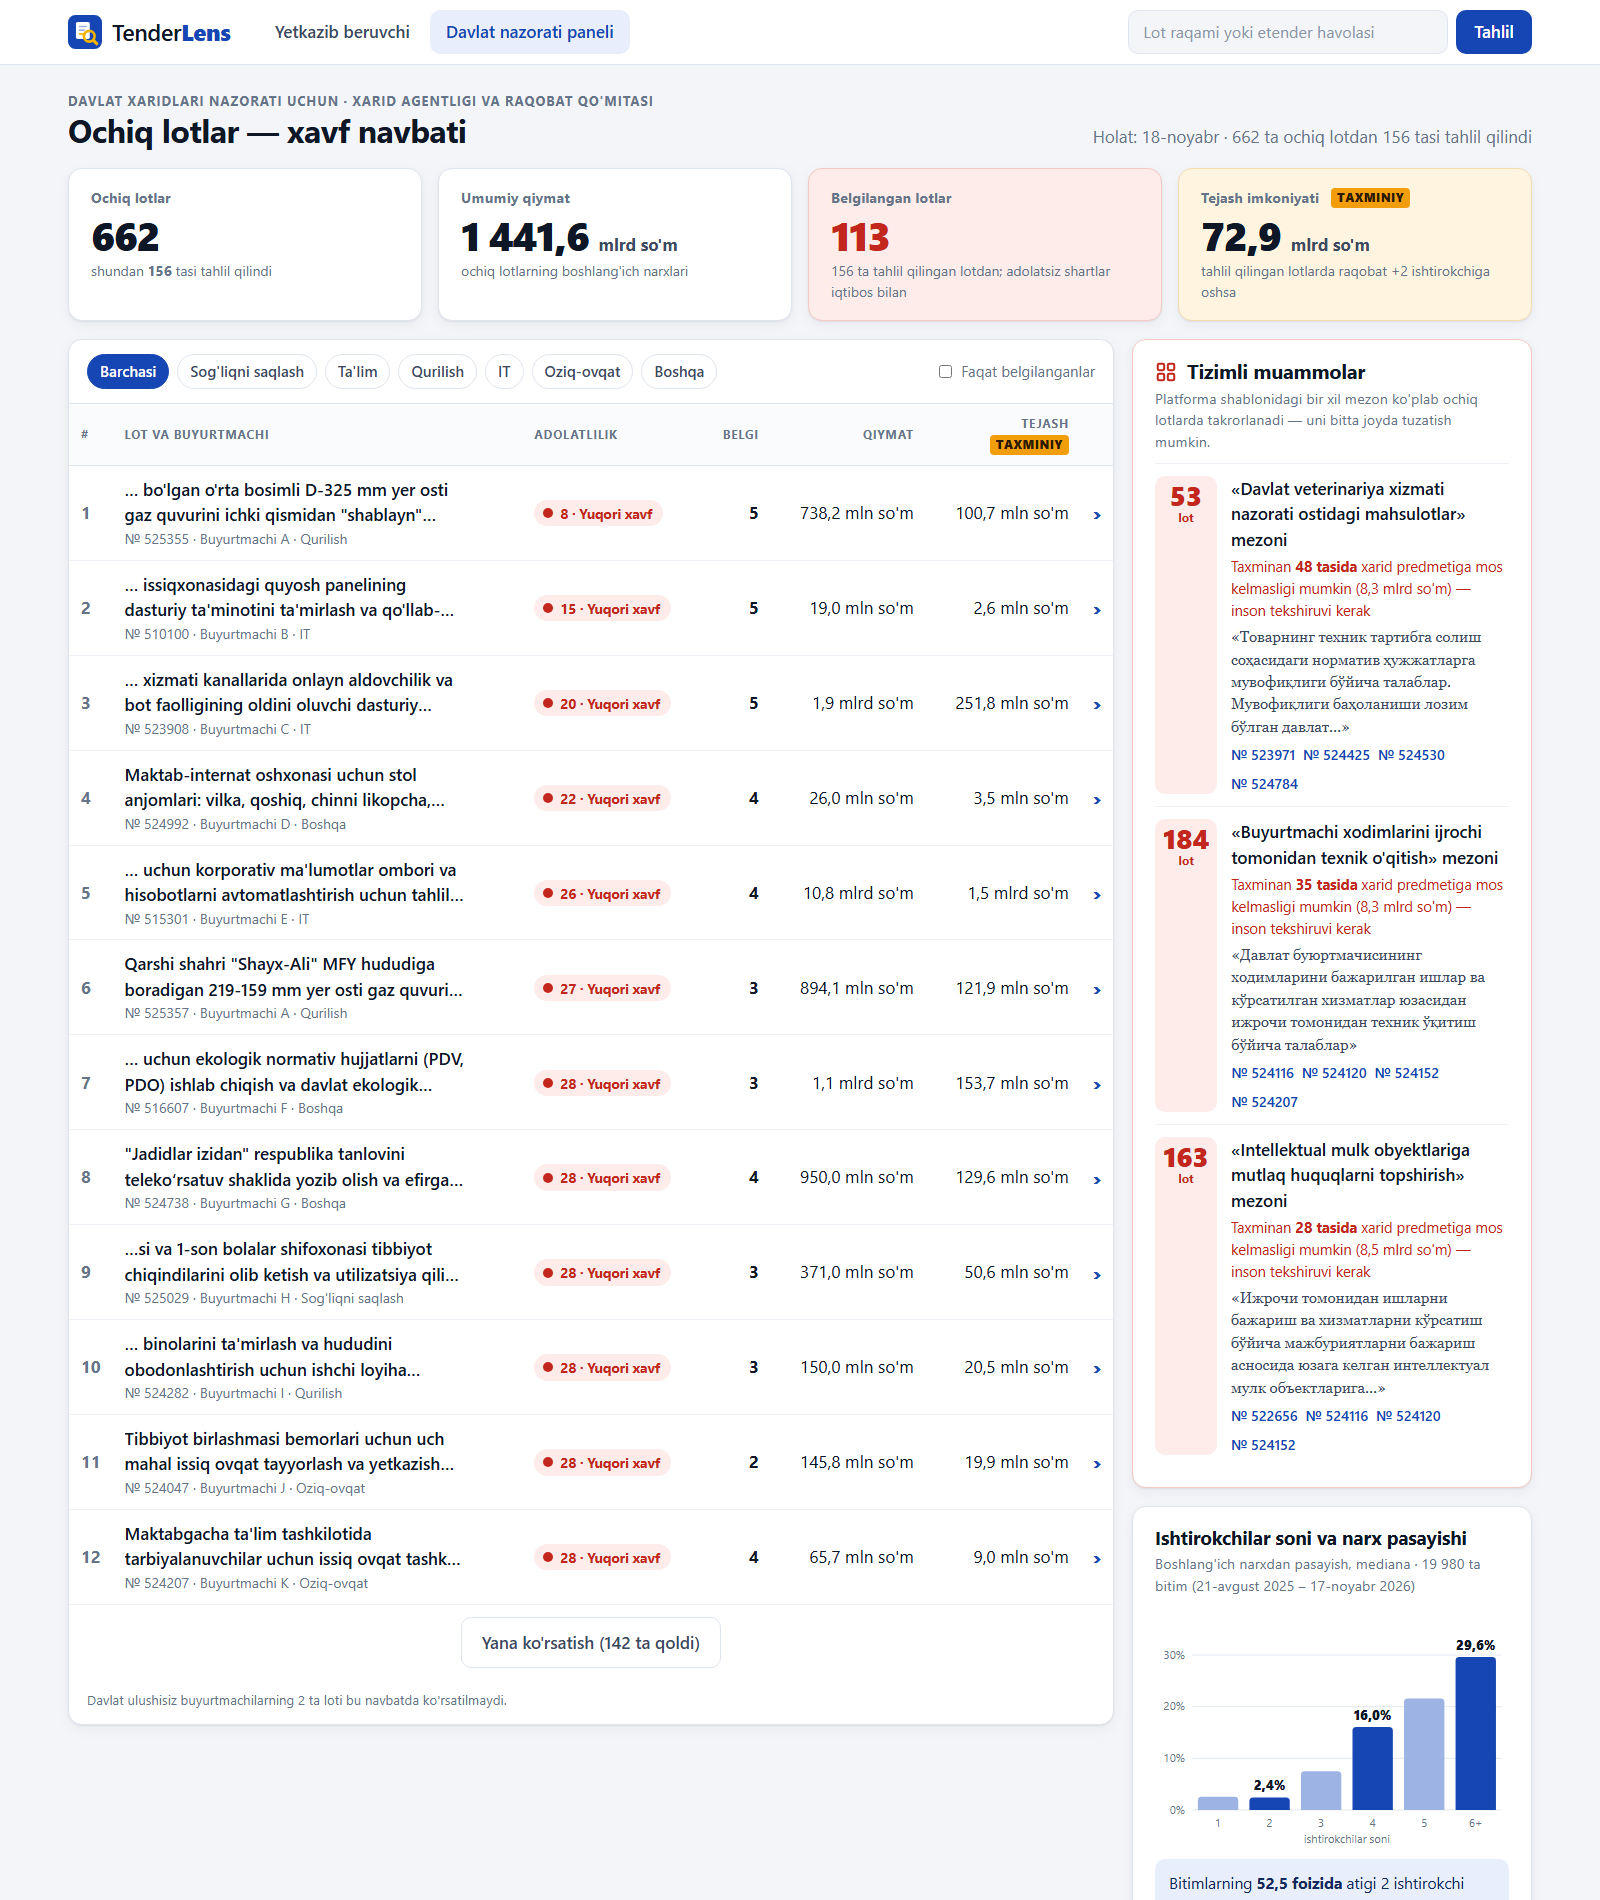 TenderLens
Yetkazib beruvchi
Davlat nazorati paneli
Lot raqami yoki etender havolasi
Tahlil
DAVLAT XARIDLARI NAZORATI UCHUN · XARID AGENTLIGI VA RAQOBAT QO'MITASI
Ochiq lotlar — xavf navbati
Holat: 18-noyabr · 662 ta ochiq lotdan 156 tasi tahlil qilindi
Ochiq lotlar
662
shundan 156 tasi tahlil qilindi
Umumiy qiymat
1 441,6 mlrd so'm
ochiq lotlarning boshlang'ich narxlari
Belgilangan lotlar
113
156 ta tahlil qilingan lotdan; adolatsiz shartlar
iqtibos bilan
Tejash imkoniyati TAXMINIY
72,9 mlrd so'm
tahlil qilingan lotlarda raqobat +2 ishtirokchiga
oshsa
Barchasi
Sog'liqni saqlash
Ta'lim
Qurilish
IT
Oziq-ovqat
Boshqa
Faqat belgilanganlar
# LOT VA BUYURTMACHI ADOLATLILIK BELGI QIYMAT TEJASH
TAXMINIY
... bo'lgan o'rta bosimli D-325 mm yer osti
1 gaz quvurini ichki qismidan "shablayn"... 8 · Yuqori xavf 5 738,2 mln so'm 100,7 mln so'm ›
№ 525355 · Buyurtmachi A · Qurilish
... issiqxonasidagi quyosh panelining
2 dasturiy ta'minotini ta'mirlash va qo'llab-... 15 · Yuqori xavf 5 19,0 mln so'm 2,6 mln so'm ›
№ 510100 · Buyurtmachi B · IT
... xizmati kanallarida onlayn aldovchilik va
3 bot faolligining oldini oluvchi dasturiy... 20 · Yuqori xavf 5 1,9 mlrd so'm 251,8 mln so'm ›
№ 523908 · Buyurtmachi C · IT
Maktab-internat oshxonasi uchun stol
4 anjomlari: vilka, qoshiq, chinni likopcha,... 22 · Yuqori xavf 4 26,0 mln so'm 3,5 mln so'm ›
№ 524992 · Buyurtmachi D · Boshqa
... uchun korporativ ma'lumotlar ombori va
5 hisobotlarni avtomatlashtirish uchun tahlil... 26 · Yuqori xavf 4 10,8 mlrd so'm 1,5 mlrd so'm ›
№ 515301 · Buyurtmachi E · IT
Qarshi shahri "Shayx-Ali" MFY hududiga
6 boradigan 219-159 mm yer osti gaz quvuri... 27 · Yuqori xavf 3 894,1 mln so'm 121,9 mln so'm ›
№ 525357 · Buyurtmachi A · Qurilish
... uchun ekologik normativ hujjatlarni (PDV,
7 PDO) ishlab chiqish va davlat ekologik... 28 · Yuqori xavf 3 1,1 mlrd so'm 153,7 mln so'm ›
№ 516607 · Buyurtmachi F · Boshqa
"Jadidlar izidan" respublika tanlovini
8 teleko‘rsatuv shaklida yozib olish va efirga... 28 · Yuqori xavf 4 950,0 mln so'm 129,6 mln so'm ›
№ 524738 · Buyurtmachi G · Boshqa
...si va 1-son bolalar shifoxonasi tibbiyot
9 chiqindilarini olib ketish va utilizatsiya qili... 28 · Yuqori xavf 3 371,0 mln so'm 50,6 mln so'm ›
№ 525029 · Buyurtmachi H · Sog'liqni saqlash
... binolarini ta'mirlash va hududini
10 obodonlashtirish uchun ishchi loyiha... 28 · Yuqori xavf 3 150,0 mln so'm 20,5 mln so'm ›
№ 524282 · Buyurtmachi I · Qurilish
Tibbiyot birlashmasi bemorlari uchun uch
11 mahal issiq ovqat tayyorlash va yetkazish... 28 · Yuqori xavf 2 145,8 mln so'm 19,9 mln so'm ›
№ 524047 · Buyurtmachi J · Oziq-ovqat
Maktabgacha ta'lim tashkilotida
12 tarbiyalanuvchilar uchun issiq ovqat tashk... 28 · Yuqori xavf 4 65,7 mln so'm 9,0 mln so'm ›
№ 524207 · Buyurtmachi K · Oziq-ovqat
Yana ko'rsatish (142 ta qoldi)
Davlat ulushisiz buyurtmachilarning 2 ta loti bu navbatda ko'rsatilmaydi.
Tizimli muammolar
Platforma shablonidagi bir xil mezon ko'plab ochiq
lotlarda takrorlanadi — uni bitta joyda tuzatish
mumkin.
53
lot
«Davlat veterinariya xizmati
nazorati ostidagi mahsulotlar»
mezoni
Taxminan 48 tasida xarid predmetiga mos
kelmasligi mumkin (8,3 mlrd so'm) —
inson tekshiruvi kerak
«Товарнинг техник тартибга солиш
соҳасидаги норматив ҳужжатларга
мувофиқлиги бўйича талаблар.
Мувофиқлиги баҳоланиши лозим
бўлган давлат...»
№ 523971 № 524425 № 524530
№ 524784
184
lot
«Buyurtmachi xodimlarini ijrochi
tomonidan texnik o'qitish» mezoni
Taxminan 35 tasida xarid predmetiga mos
kelmasligi mumkin (8,3 mlrd so'm) —
inson tekshiruvi kerak
«Давлат буюртмачисининг
ходимларини бажарилган ишлар ва
кўрсатилган хизматлар юзасидан
ижрочи томонидан техник ўқитиш
бўйича талаблар»
№ 524116 № 524120 № 524152
№ 524207
163
lot
«Intellektual mulk obyektlariga
mutlaq huquqlarni topshirish»
mezoni
Taxminan 28 tasida xarid predmetiga mos
kelmasligi mumkin (8,5 mlrd so'm) —
inson tekshiruvi kerak
«Ижрочи томонидан ишларни
бажариш ва хизматларни кўрсатиш
бўйича мажбуриятларни бажариш
асносида юзага келган интеллектуал
мулк объектларига...»
№ 522656 № 524116 № 524120
№ 524152
Ishtirokchilar soni va narx pasayishi
Boshlang'ich narxdan pasayish, mediana · 19 980 ta
bitim (21-avgust 2025 – 17-noyabr 2026)
30%
20%
10%
0%
2,4%
16,0%
29,6%
1 2 3 4 5 6+
ishtirokchilar soni
Bitimlarning 52,5 foizida atigi 2 ishtirokchi